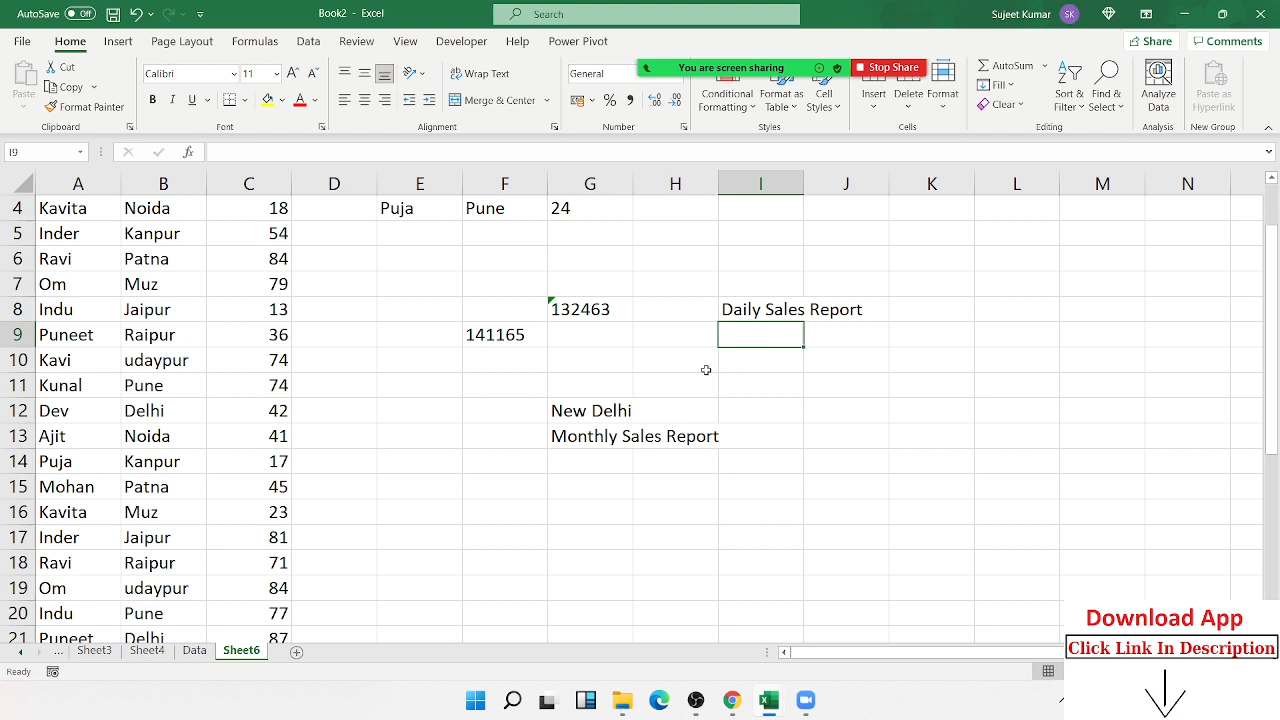 AutoSave Off Book2 - Excel Search Sujeet Kumar SK
File Home Insert Page Layout Formulas Data Review View Developer Help Power Pivot Share Comments
You are screen sharing Stop Share
Paste Cut Copy Format Painter Clipboard
Calibri 11 B I U Font
Wrap Text Merge & Center Alignment
General Number
Conditional Formatting Format as Table Cell Styles Styles
Insert Delete Format Cells
AutoSum Fill Clear Sort & Filter Find & Select Editing
Analyze Data Analysis
Paste as Hyperlink New Group
I9 fx
A B C D E F G H I J K L M N
4 Kavita Noida 18 Puja Pune 24
5 Inder Kanpur 54
6 Ravi Patna 84
7 Om Muz 79
8 Indu Jaipur 13 132463 Daily Sales Report
9 Puneet Raipur 36 141165
10 Kavi udaypur 74
11 Kunal Pune 74
12 Dev Delhi 42 New Delhi
13 Ajit Noida 41 Monthly Sales Report
14 Puja Kanpur 17
15 Mohan Patna 45
16 Kavita Muz 23
17 Inder Jaipur 81
18 Ravi Raipur 71
19 Om udaypur 84
20 Indu Pune 77
21 Puneet Delhi 87
... Sheet3 Sheet4 Data Sheet6
Ready
Download App
Click Link In Description